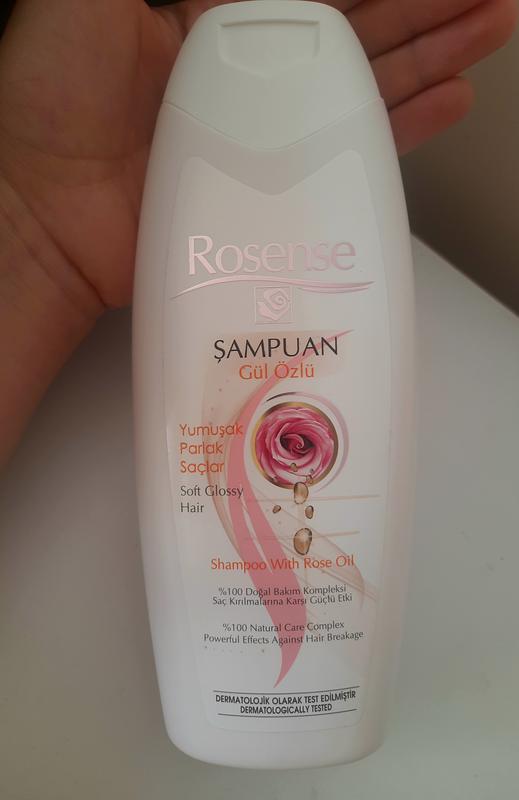 Rosense
ŞAMPUAN
Gül Özlü
Yumuşak
Parlak
Saçlar
Soft Glossy
Hair
Shampoo With Rose Oil
%100 Doğal Bakım Kompleksi
Saç Kırılmalarına Karşı Güçlü Etki
%100 Natural Care Complex
Powerful Effects Against Hair Breakage
DERMATOLOJİK OLARAK TEST EDİLMİŞTİR
DERMATOLOGICALLY TESTED